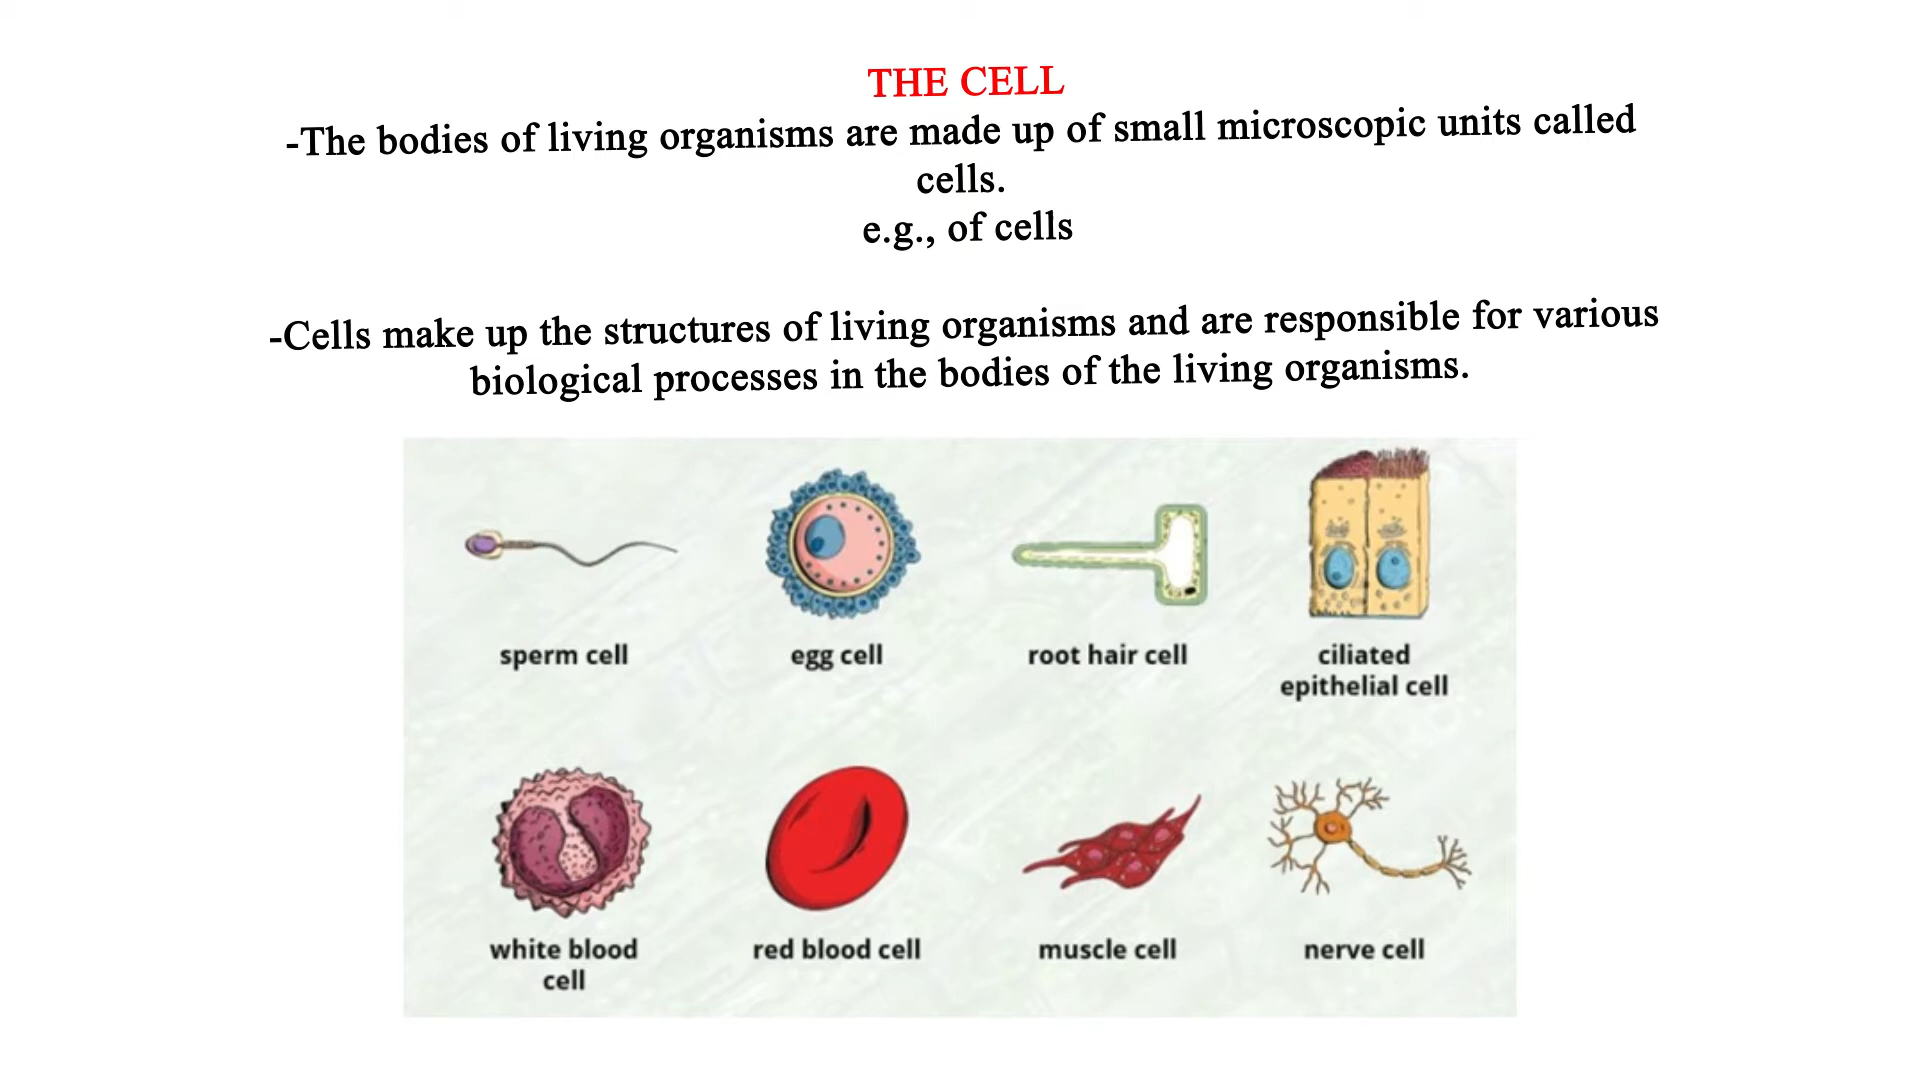 THE CELL
-The bodies of living organisms are made up of small microscopic units called
cells.
e.g., of cells
-Cells make up the structures of living organisms and are responsible for various
biological processes in the bodies of the living organisms.
sperm cell
egg cell
root hair cell
ciliated
epithelial cell
white blood
cell
red blood cell
muscle cell
nerve cell